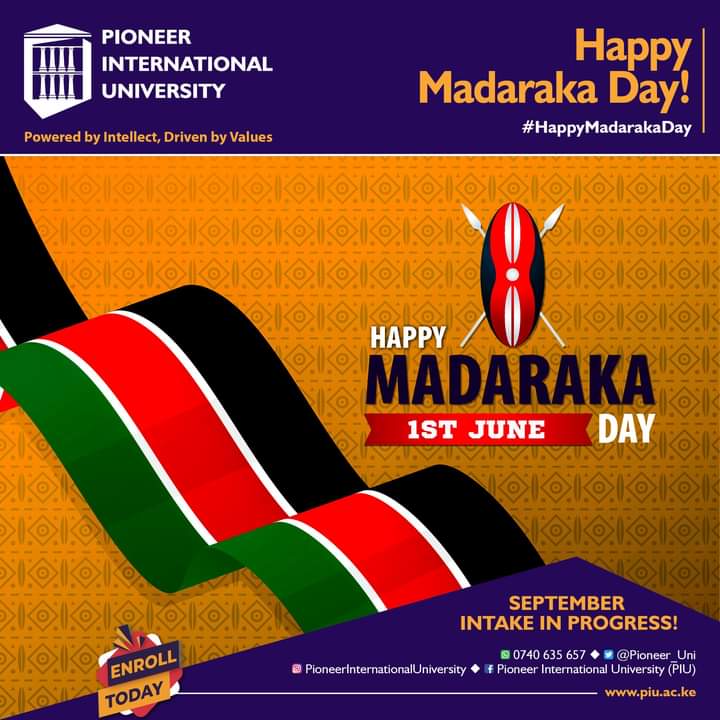 PIONEER
INTERNATIONAL
UNIVERSITY
Powered by Intellect, Driven by Values
Happy
Madaraka Day!
#HappyMadarakaDay
HAPPY
MADARAKA
1ST JUNE DAY
SEPTEMBER
INTAKE IN PROGRESS!
0740 635 657 ◆ @Pioneer_Uni
PioneerInternationalUniversity ◆ Pioneer International University (PIU)
www.piu.ac.ke
ENROLL
TODAY